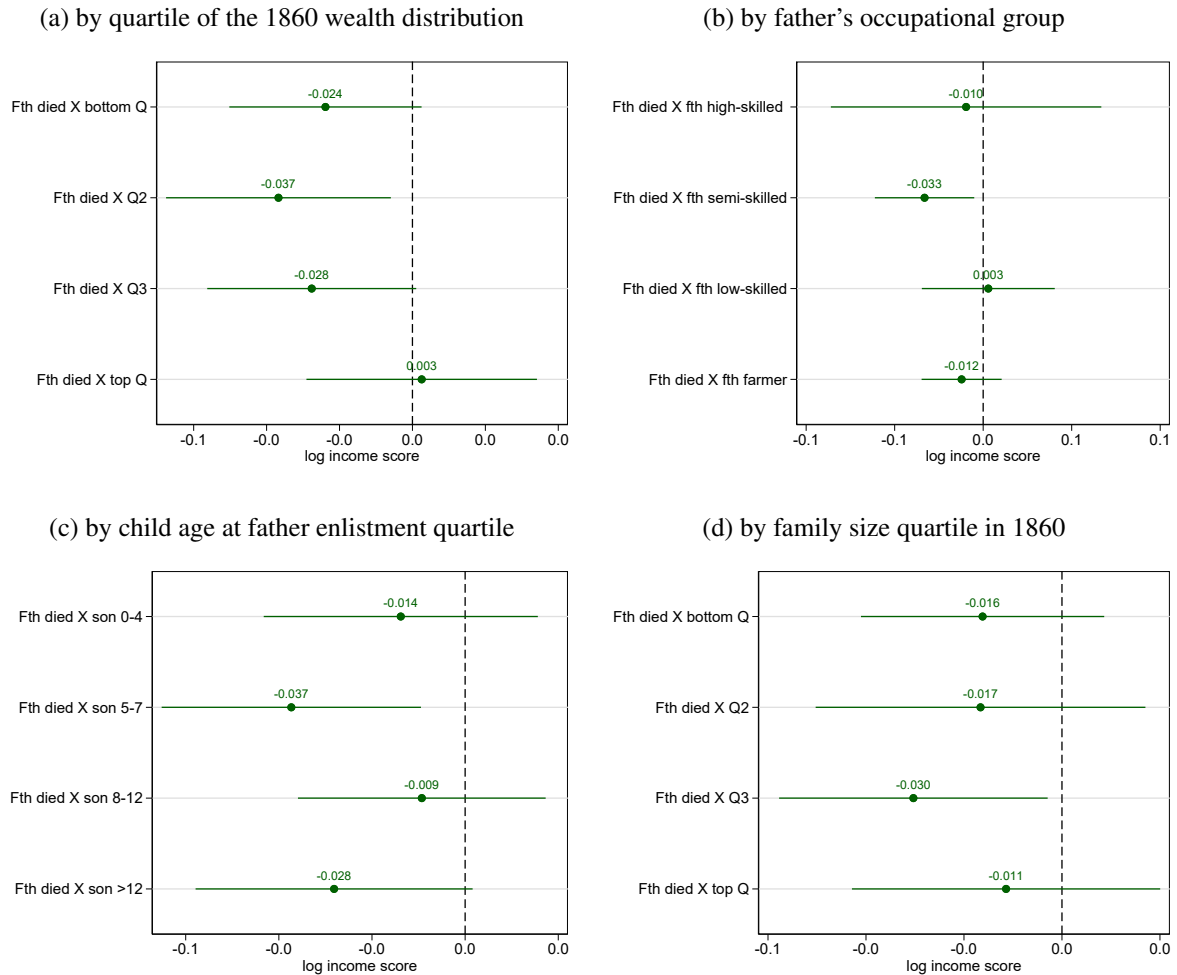 (a) by quartile of the 1860 wealth distribution
Fth died X bottom Q
-0.024
Fth died X Q2
-0.037
Fth died X Q3
-0.028
Fth died X top Q
0.003
-0.1 -0.0 -0.0 0.0 0.0 0.0
log income score
(b) by father's occupational group
Fth died X fth high-skilled
-0.010
Fth died X fth semi-skilled
-0.033
Fth died X fth low-skilled
0.003
Fth died X fth farmer
-0.012
-0.1 -0.1 0.0 0.1 0.1
log income score
(c) by child age at father enlistment quartile
Fth died X son 0-4
-0.014
Fth died X son 5-7
-0.037
Fth died X son 8-12
-0.009
Fth died X son >12
-0.028
-0.1 -0.0 -0.0 0.0 0.0
log income score
(d) by family size quartile in 1860
Fth died X bottom Q
-0.016
Fth died X Q2
-0.017
Fth died X Q3
-0.030
Fth died X top Q
-0.011
-0.1 -0.0 -0.0 0.0 0.0
log income score